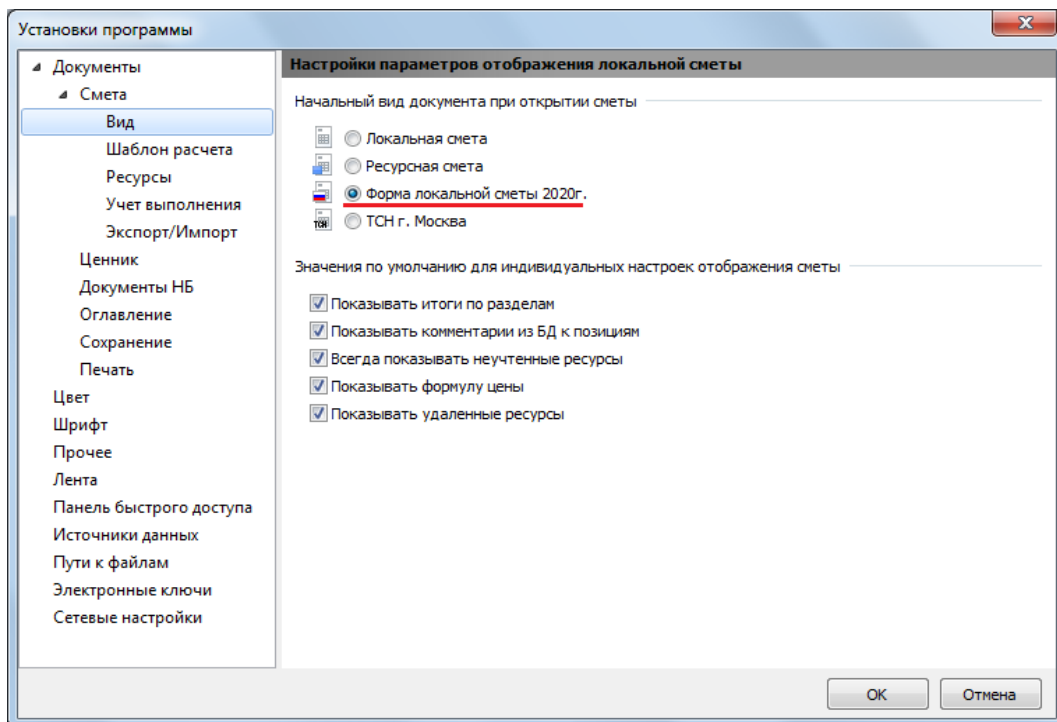 Установки программы
Документы
Смета
Вид
Шаблон расчета
Ресурсы
Учет выполнения
Экспорт/Импорт
Ценник
Документы НБ
Оглавление
Сохранение
Печать
Цвет
Шрифт
Прочее
Лента
Панель быстрого доступа
Источники данных
Пути к файлам
Электронные ключи
Сетевые настройки
Настройки параметров отображения локальной сметы
Начальный вид документа при открытии сметы
Локальная смета
Ресурсная смета
Форма локальной сметы 2020г.
ТСН ТСН г. Москва
Значения по умолчанию для индивидуальных настроек отображения сметы
Показывать итоги по разделам
Показывать комментарии из БД к позициям
Всегда показывать неучтенные ресурсы
Показывать формулу цены
Показывать удаленные ресурсы
OK Отмена